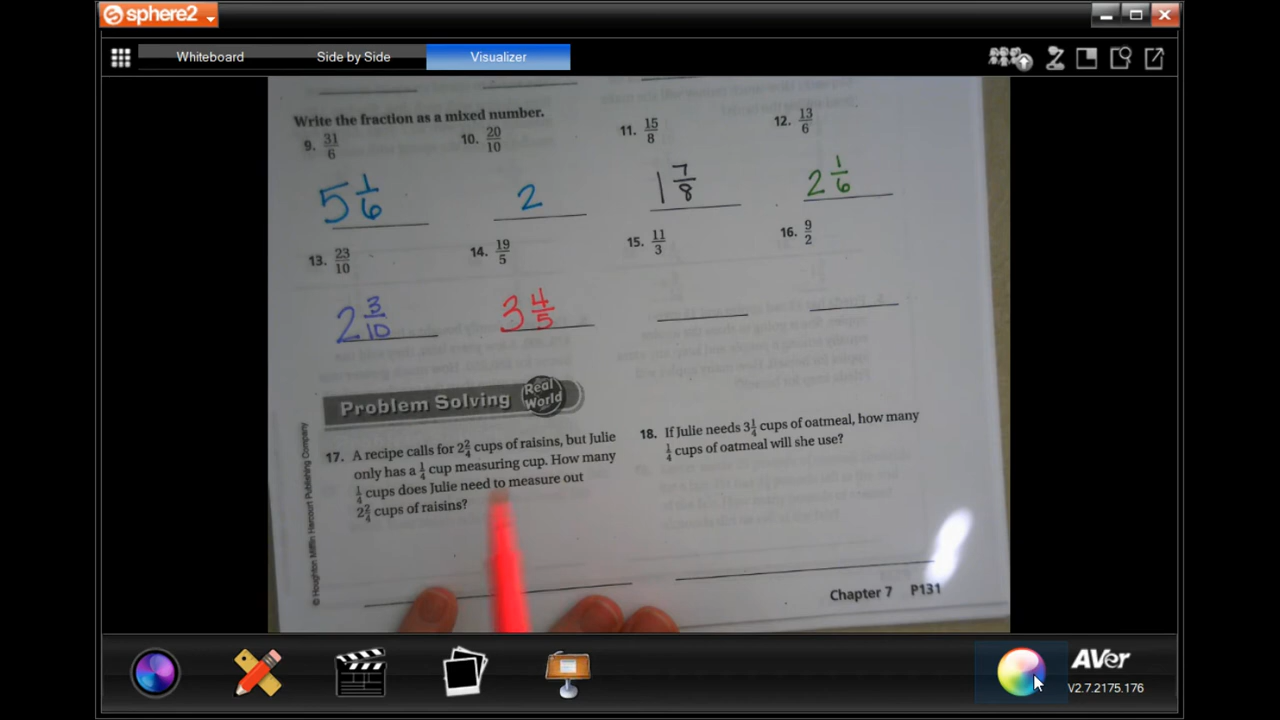 sphere2
Whiteboard Side by Side Visualizer
Write the fraction as a mixed number.
9. 31/6 10. 20/10 11. 15/8 12. 13/6
5 1/6 2 1 7/8 2 1/6
13. 23/10 14. 19/5 15. 11/3 16. 9/2
2 3/10 3 4/5
Problem Solving Real World
17. A recipe calls for 2 2/4 cups of raisins, but Julie
only has a 1/4 cup measuring cup. How many
1/4 cups does Julie need to measure out
2 2/4 cups of raisins?
18. If Julie needs 3 1/4 cups of oatmeal, how many
1/4 cups of oatmeal will she use?
© Houghton Mifflin Harcourt Publishing Company
Chapter 7 P131
AVer
V2.7.2175.176